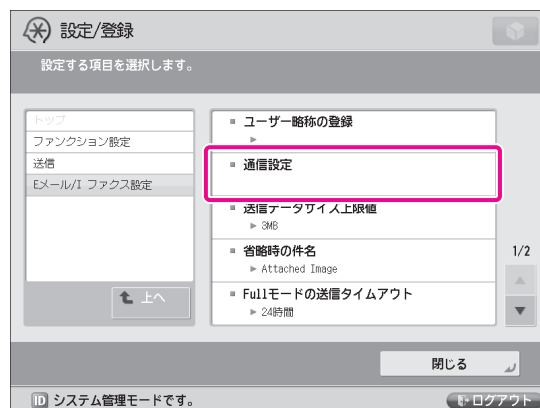 設定/登録
設定する項目を選択します。
トップ
ファンクション設定
送信
Eメール/I ファクス設定
上へ
ユーザー略称の登録
通信設定
送信データサイズ上限値
3MB
省略時の件名
Attached Image
Fullモードの送信タイムアウト
24時間
1/2
閉じる
ID システム管理モードです。
ログアウト